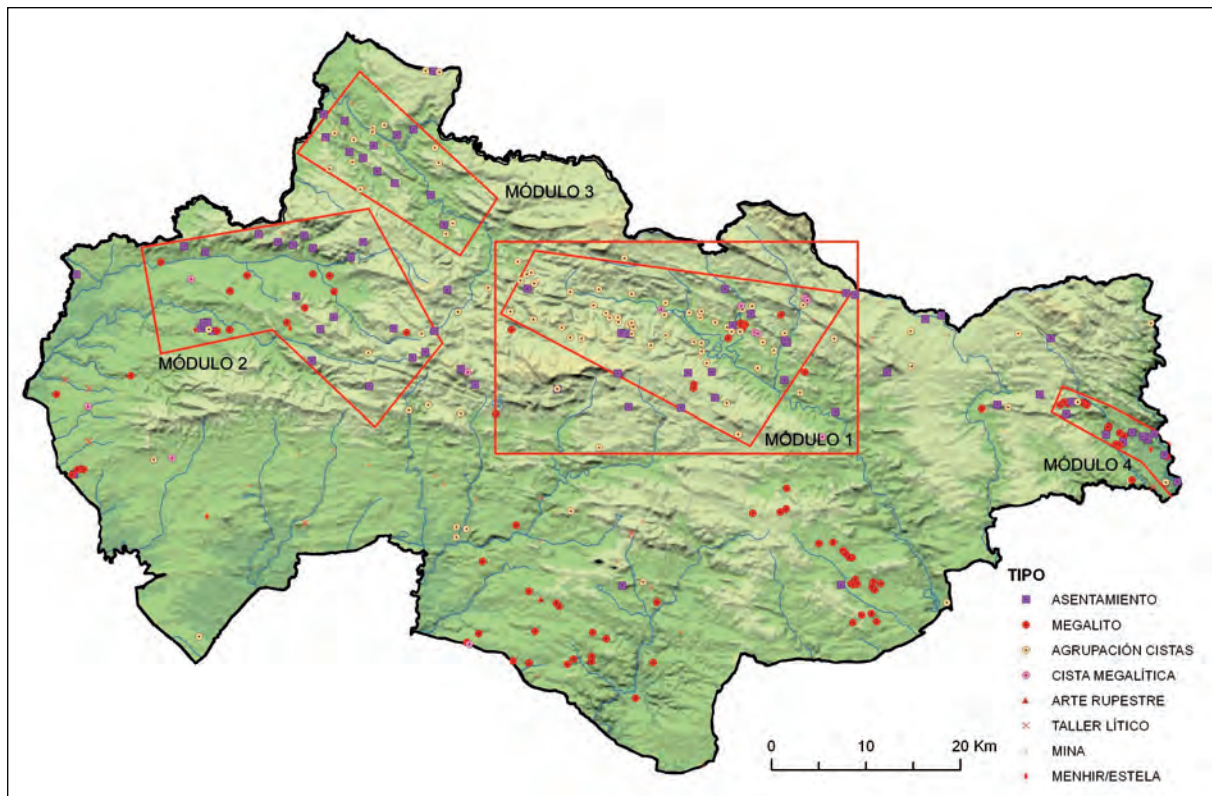 MÓDULO 3
MÓDULO 2
MÓDULO 1
MÓDULO 4
TIPO
ASENTAMIENTO
MEGALITO
AGRUPACIÓN CISTAS
CISTA MEGALÍTICA
ARTE RUPESTRE
TALLER LÍTICO
MINA
MENHIR/ESTELA
0 10 20 Km